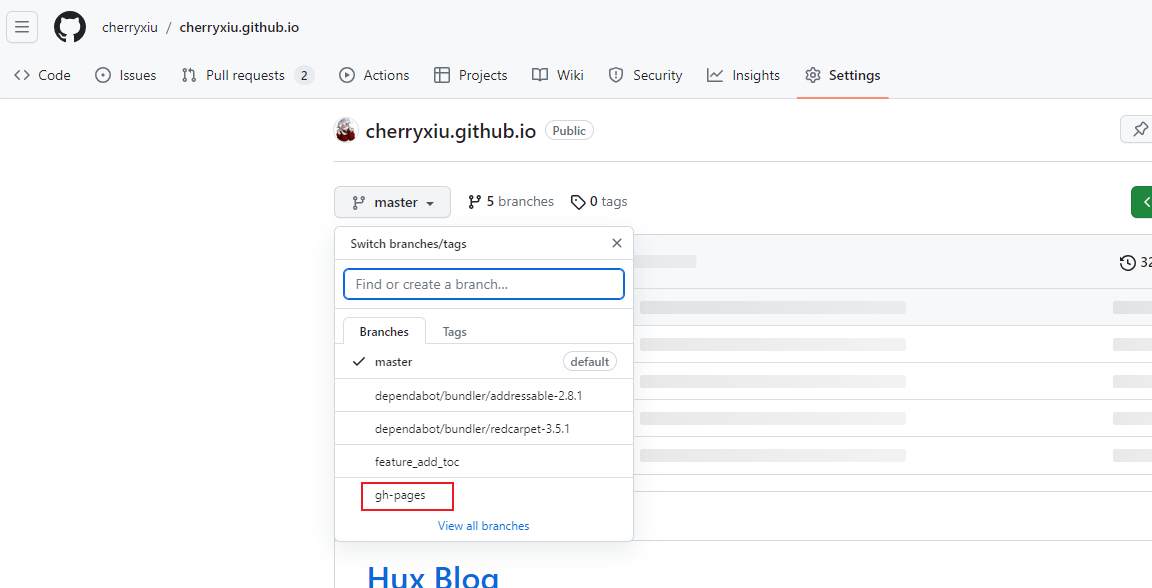 cherryxiu / cherryxiu.github.io
Code Issues Pull requests 2 Actions Projects Wiki Security Insights Settings
cherryxiu.github.io Public
master 5 branches 0 tags
Switch branches/tags
Find or create a branch...
32
Branches Tags
master default
dependabot/bundler/addressable-2.8.1
dependabot/bundler/redcarpet-3.5.1
feature_add_toc
gh-pages
View all branches
Hux Blog